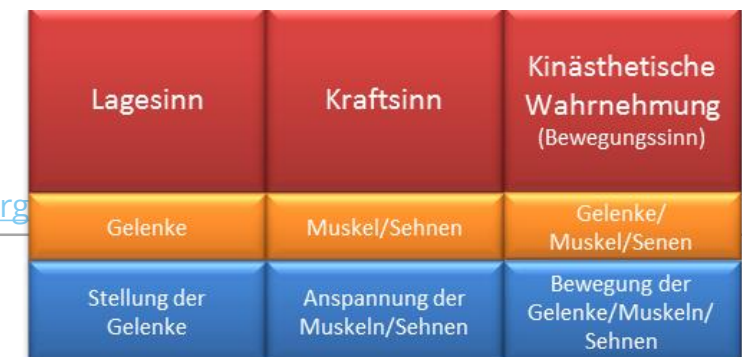 Lagesinn
Kraftsinn
Kinästhetische
Wahrnehmung
(Bewegungssinn)
rg
Gelenke
Muskel/Sehnen
Gelenke/
Muskel/Senen
Stellung der
Gelenke
Anspannung der
Muskeln/Sehnen
Bewegung der
Gelenke/Muskeln/
Sehnen